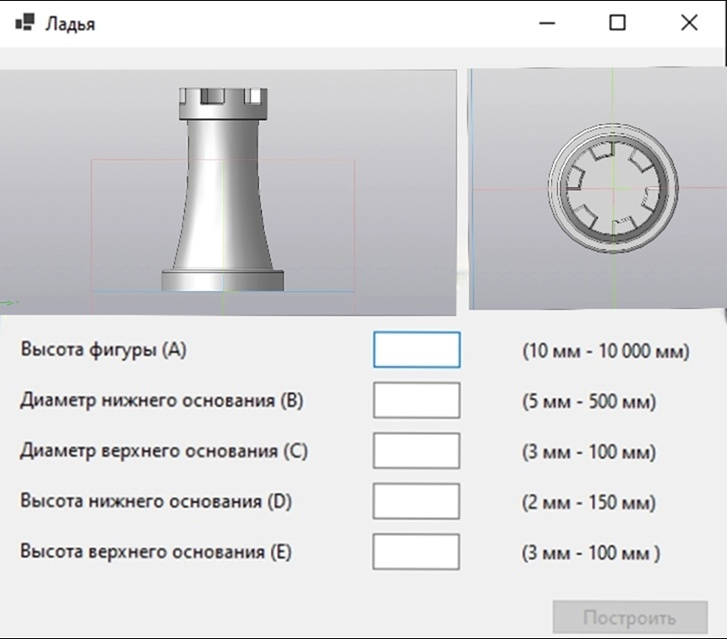 Ладья
Высота фигуры (A) (10 мм - 10 000 мм)
Диаметр нижнего основания (B) (5 мм - 500 мм)
Диаметр верхнего основания (C) (3 мм - 100 мм)
Высота нижнего основания (D) (2 мм - 150 мм)
Высота верхнего основания (E) (3 мм - 100 мм )
Построить